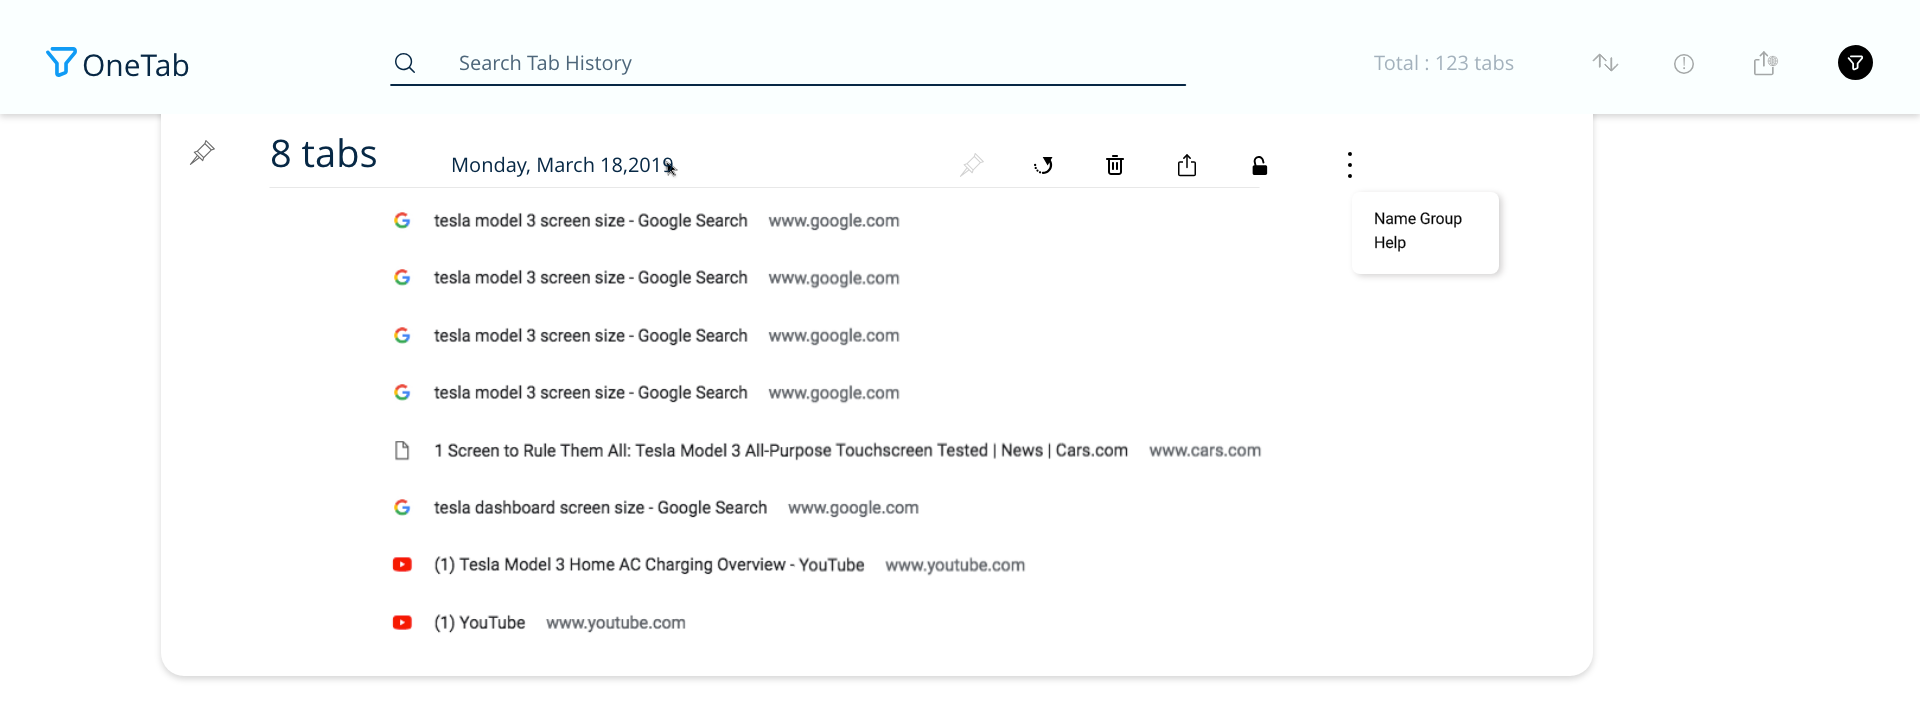 OneTab
Search Tab History
Total : 123 tabs
8 tabs
Monday, March 18,2019
Name Group
Help
tesla model 3 screen size - Google Search www.google.com
tesla model 3 screen size - Google Search www.google.com
tesla model 3 screen size - Google Search www.google.com
tesla model 3 screen size - Google Search www.google.com
1 Screen to Rule Them All: Tesla Model 3 All-Purpose Touchscreen Tested | News | Cars.com www.cars.com
tesla dashboard screen size - Google Search www.google.com
(1) Tesla Model 3 Home AC Charging Overview - YouTube www.youtube.com
(1) YouTube www.youtube.com